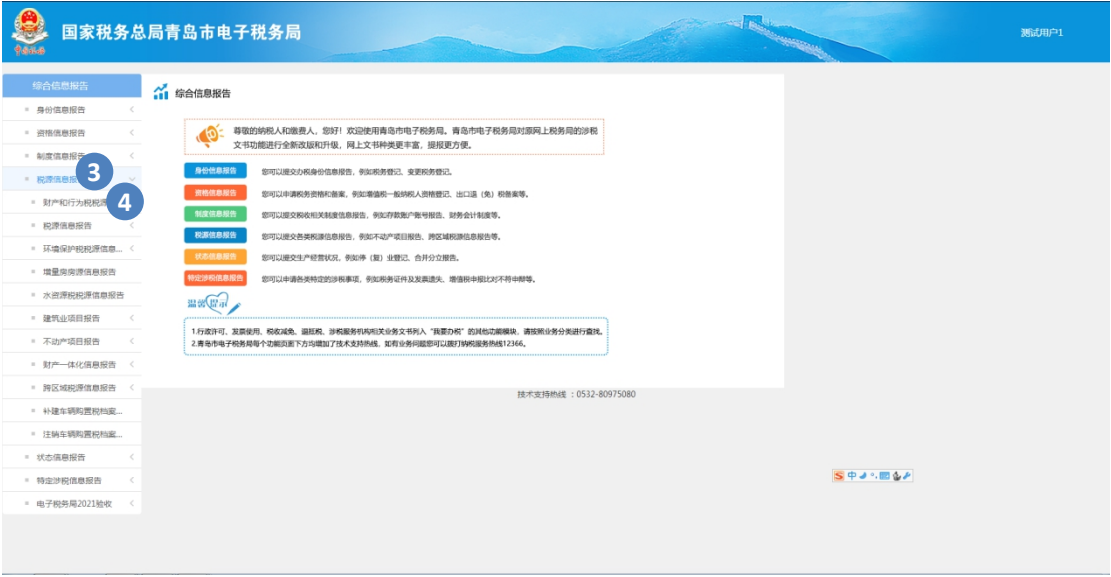 国家税务总局青岛市电子税务局
测试用户1
综合信息报告
身份信息报告
资格信息报告
制度信息报告
税源信息报
3
财产和行为税税源
4
税源信息报告
环境保护税税源信息...
增量房房源信息报告
水资源税税源信息报告
建筑业项目报告
不动产项目报告
财产一体化信息报告
跨区域税源信息报告
补建车辆购置税档案...
注销车辆购置税档案...
状态信息报告
特定涉税信息报告
电子税务局2021验收
综合信息报告
尊敬的纳税人和缴费人，您好！欢迎使用青岛市电子税务局。青岛市电子税务局对原网上税务局的涉税
文书功能进行全新改版和升级，网上文书种类更丰富，提报更方便。
身份信息报告 您可以提交办税身份信息报告，例如税务登记、变更税务登记。
资格信息报告 您可以申请税务资格和备案，例如增值税一般纳税人资格登记、出口退（免）税备案等。
制度信息报告 您可以提交税收相关制度信息报告，例如存款账户账号报告、财务会计制度等。
税源信息报告 您可以提交各类税源信息报告，例如不动产项目报告、跨区域税源信息报告等。
状态信息报告 您可以提交生产经营状况，例如停（复）业登记、合并分立报告。
特定涉税信息报告 您可以申请各类特定的涉税事项，例如税务证件及发票遗失、增值税申报比对不符申辩等。
温馨提示
1.行政许可、发票使用、税收减免、退抵税、涉税服务机构相关业务文书列入“我要办税”的其他功能模块，请按照业务分类进行查找。
2.青岛市电子税务局每个功能页面下方均增加了技术支持热线，如有业务问题您可以拨打纳税服务热线12366。
技术支持热线 ：0532-80975080
中